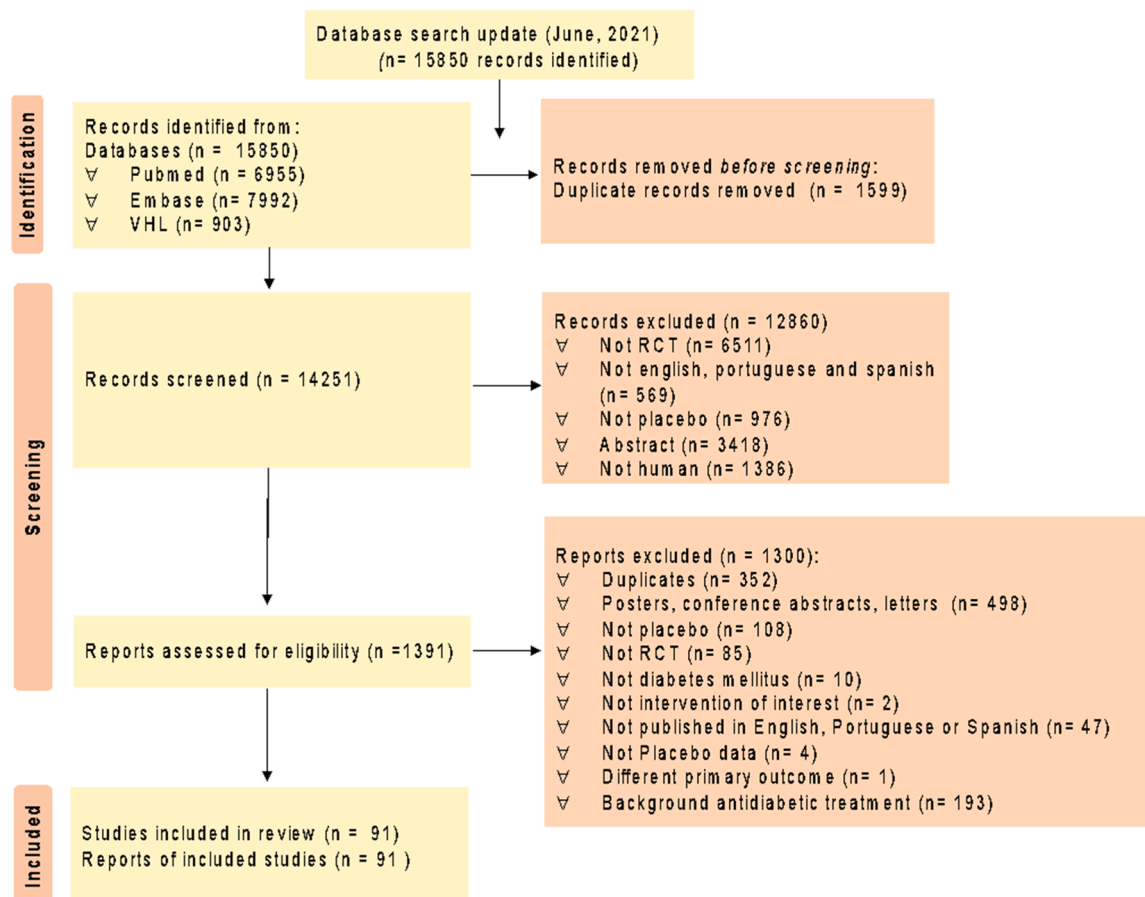 Database search update (June, 2021)
(n= 15850 records identified)
Identification
Records identified from:
Databases (n = 15850)
∀ Pubmed (n = 6955)
∀ Embase (n= 7992)
∀ VHL (n= 903)
Records removed before screening:
Duplicate records removed (n = 1599)
Screening
Records screened (n = 14251)
Records excluded (n = 12860)
∀ Not RCT (n= 6511)
∀ Not english, portuguese and spanish
(n = 569)
∀ Not placebo (n = 976)
∀ Abstract (n= 3418)
∀ Not human (n= 1386)
Reports assessed for eligibility (n =1391)
Reports excluded (n = 1300):
∀ Duplicates (n= 352)
∀ Posters, conference abstracts, letters (n= 498)
∀ Not placebo (n= 108)
∀ Not RCT (n= 85)
∀ Not diabetes mellitus (n= 10)
∀ Not intervention of interest (n= 2)
∀ Not published in English, Portuguese or Spanish (n= 47)
∀ Not Placebo data (n= 4)
∀ Different primary outcome (n= 1)
∀ Background antidiabetic treatment (n= 193)
Included
Studies included in review (n = 91)
Reports of included studies (n = 91 )